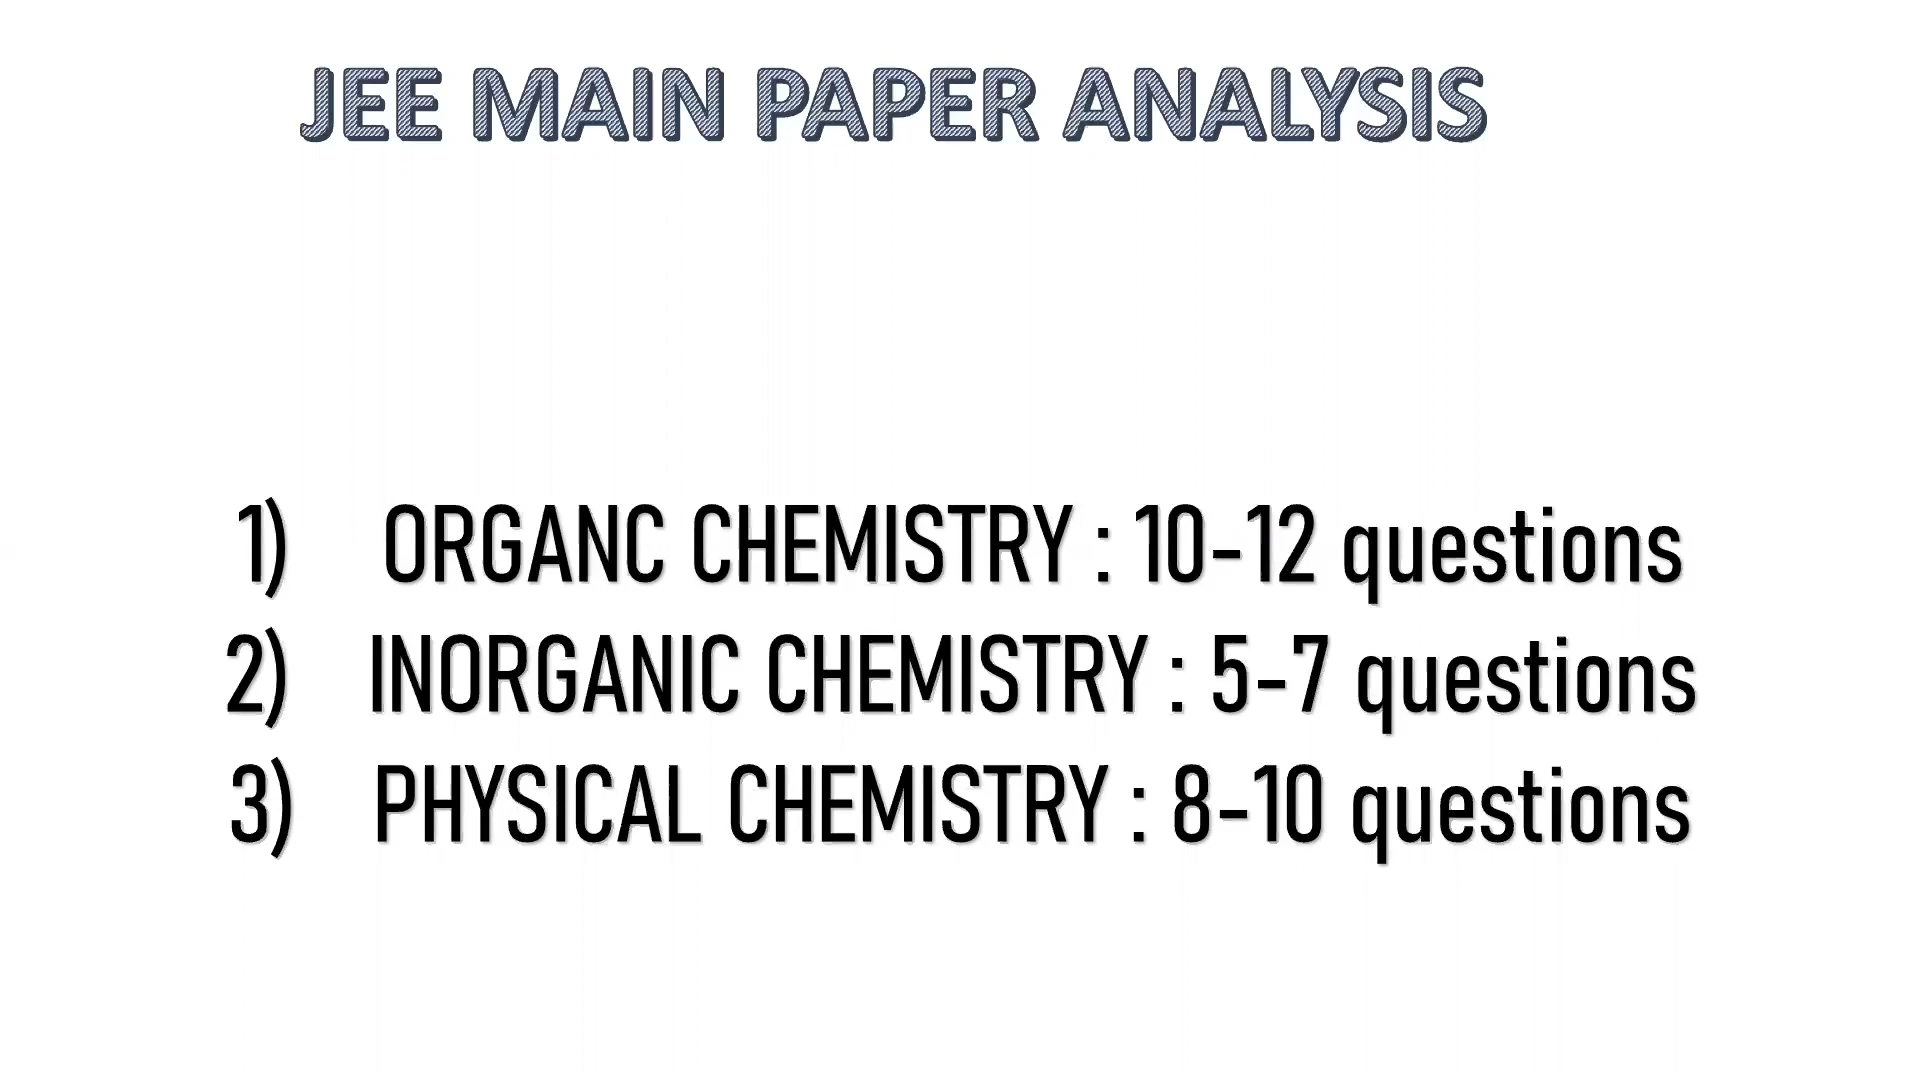 JEE MAIN PAPER ANALYSIS
1) ORGANC CHEMISTRY : 10-12 questions
2) INORGANIC CHEMISTRY : 5-7 questions
3) PHYSICAL CHEMISTRY : 8-10 questions